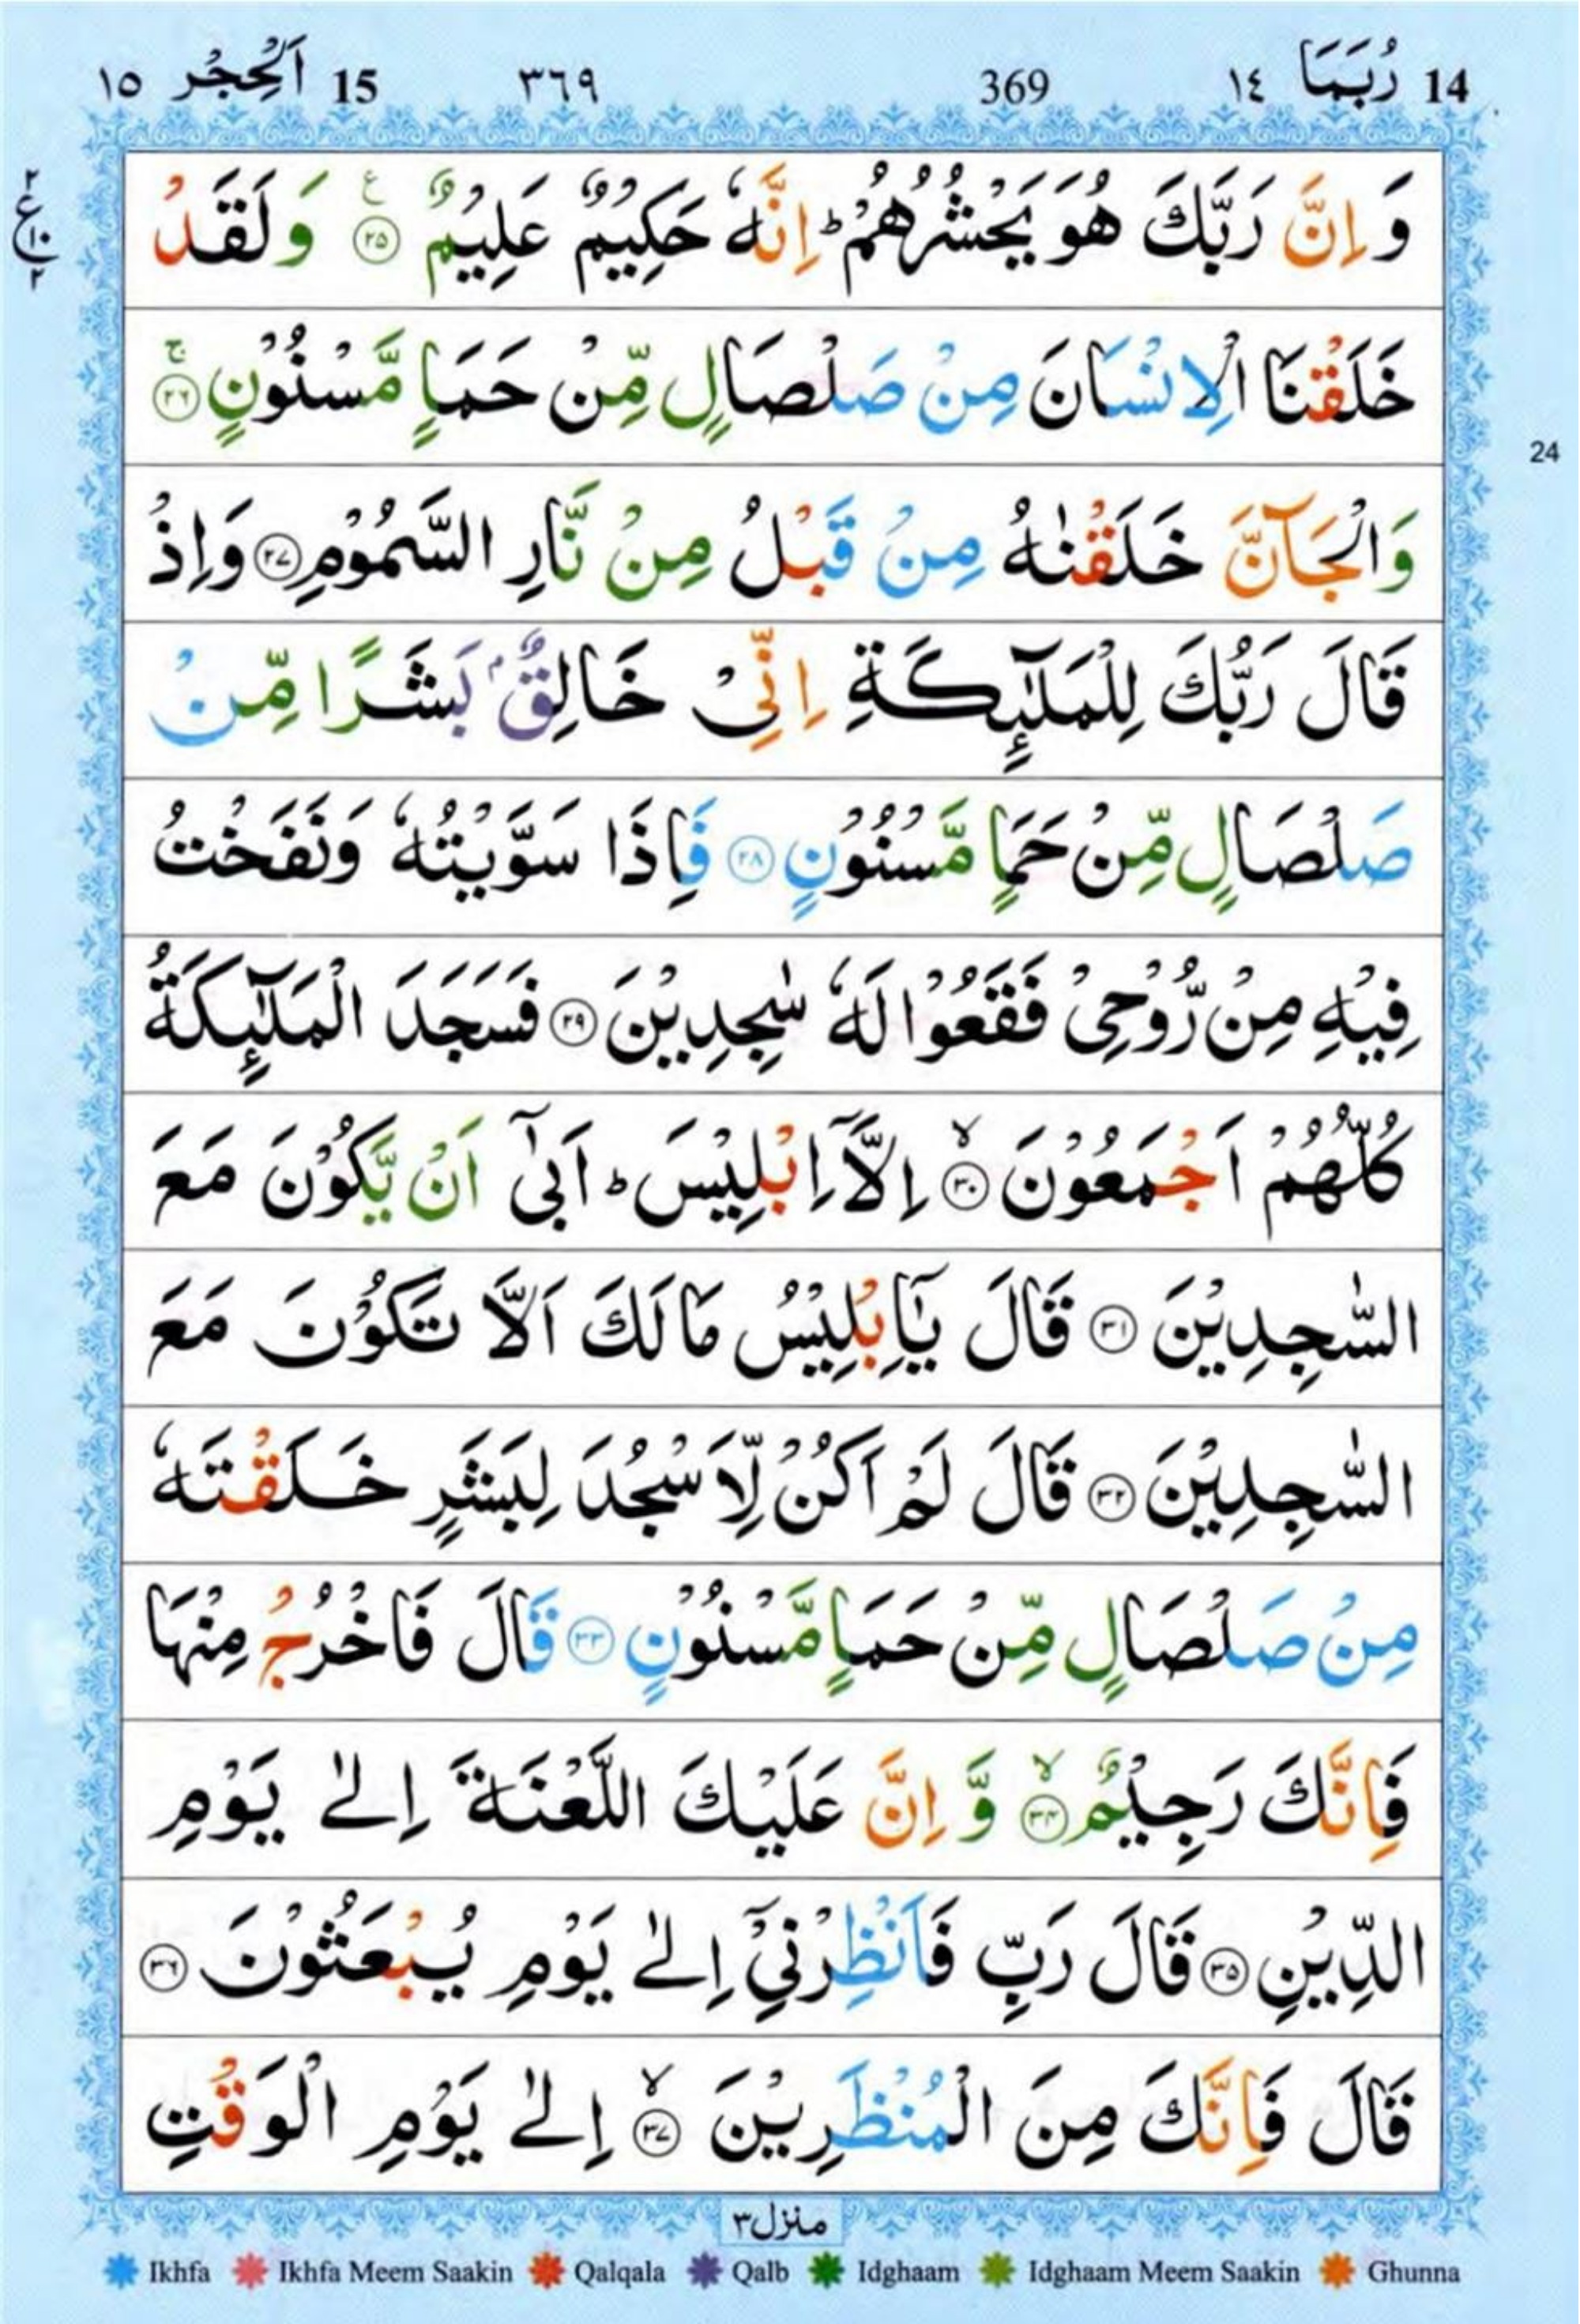 14 رُبَمَا ١٤ 369 ٣٦٩ 15 اَلْحِجْر ١٥
وَ اِنَّ رَبَّكَ هُوَ يَحْشُرُهُمْ ؕ اِنَّهٗ حَكِيْمٌ عَلِيْمٌ ۧ‏﴿۲۵﴾ وَ لَقَدْ
٢ ع ١٠ ٢
خَلَقْنَا الْاِنْسَانَ مِنْ صَلْصَالٍ مِّنْ حَمَاٍ مَّسْنُوْنٍ ۚ‏﴿۲۶﴾
24
وَالْجَآنَّ خَلَقْنٰهُ مِنْ قَبْلُ مِنْ نَّارِ السَّمُوْمِ ﴿۲۷﴾ وَاِذْ
قَالَ رَبُّكَ لِلْمَلٰٓئِكَةِ اِنِّىْ خَالِقٌۢ بَشَرًا مِّنْ
صَلْصَالٍ مِّنْ حَمَاٍ مَّسْنُوْنٍ ﴿۲۸﴾ فَاِذَا سَوَّيْتُهٗ وَنَفَخْتُ
فِيْهِ مِنْ رُّوْحِىْ فَقَعُوْا لَهٗ سٰجِدِيْنَ ﴿۲۹﴾ فَسَجَدَ الْمَلٰٓئِكَةُ
كُلُّهُمْ اَجْمَعُوْنَ ۙ‏﴿۳۰﴾ اِلَّاۤ اِبْلِيْسَ ؕ اَبٰٓى اَنْ يَّكُوْنَ مَعَ
السّٰجِدِيْنَ ﴿۳۱﴾ قَالَ يٰۤاِبْلِيْسُ مَا لَكَ اَلَّا تَكُوْنَ مَعَ
السّٰجِدِيْنَ ﴿۳۲﴾ قَالَ لَمْ اَكُنْ لِّاَسْجُدَ لِبَشَرٍ خَلَقْتَهٗ
مِنْ صَلْصَالٍ مِّنْ حَمَاٍ مَّسْنُوْنٍ ﴿۳۳﴾ قَالَ فَاخْرُجْ مِنْهَا
فَاِنَّكَ رَجِيْمٌ ۙ‏﴿۳۴﴾ وَّ اِنَّ عَلَيْكَ اللَّعْنَةَ اِلٰى يَوْمِ
الدِّيْنِ ﴿۳۵﴾ قَالَ رَبِّ فَاَنْظِرْنِىْۤ اِلٰى يَوْمِ يُبْعَثُوْنَ ﴿۳۶﴾
قَالَ فَاِنَّكَ مِنَ الْمُنْظَرِيْنَ ۙ‏﴿۳۷﴾ اِلٰى يَوْمِ الْوَقْتِ
منزل٣
Ikhfa Ikhfa Meem Saakin Qalqala Qalb Idghaam Idghaam Meem Saakin Ghunna